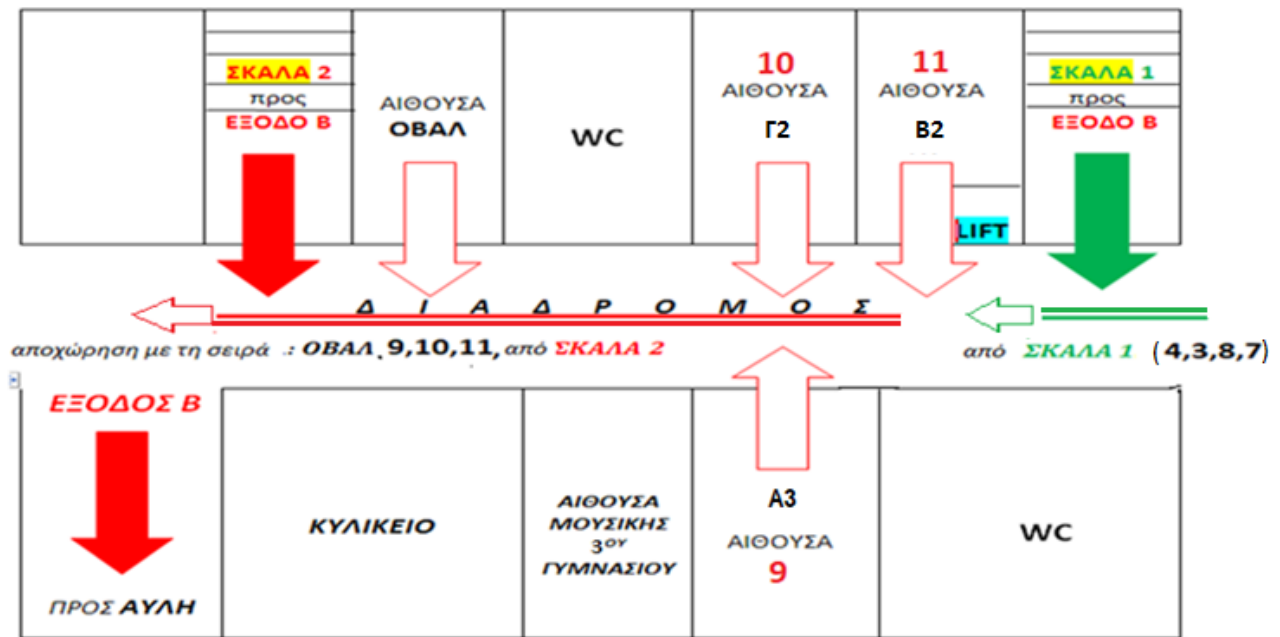 ΣΚΑΛΑ 2
προς
ΕΞΟΔΟ Β
ΑΙΘΟΥΣΑ
ΟΒΑΛ
WC
10
ΑΙΘΟΥΣΑ
Γ2
11
ΑΙΘΟΥΣΑ
Β2
LIFT
ΣΚΑΛΑ 1
προς
ΕΞΟΔΟ Β
Δ Ι Α Δ Ρ Ο Μ Ο Σ
αποχώρηση με τη σειρά .: ΟΒΑΛ, 9,10,11, από ΣΚΑΛΑ 2
από ΣΚΑΛΑ 1 (4,3,8,7)
ΕΞΟΔΟΣ Β
ΠΡΟΣ ΑΥΛΗ
ΚΥΛΙΚΕΙΟ
ΑΙΘΟΥΣΑ
ΜΟΥΣΙΚΗΣ
3ΟΥ
ΓΥΜΝΑΣΙΟΥ
Α3
ΑΙΘΟΥΣΑ
9
WC